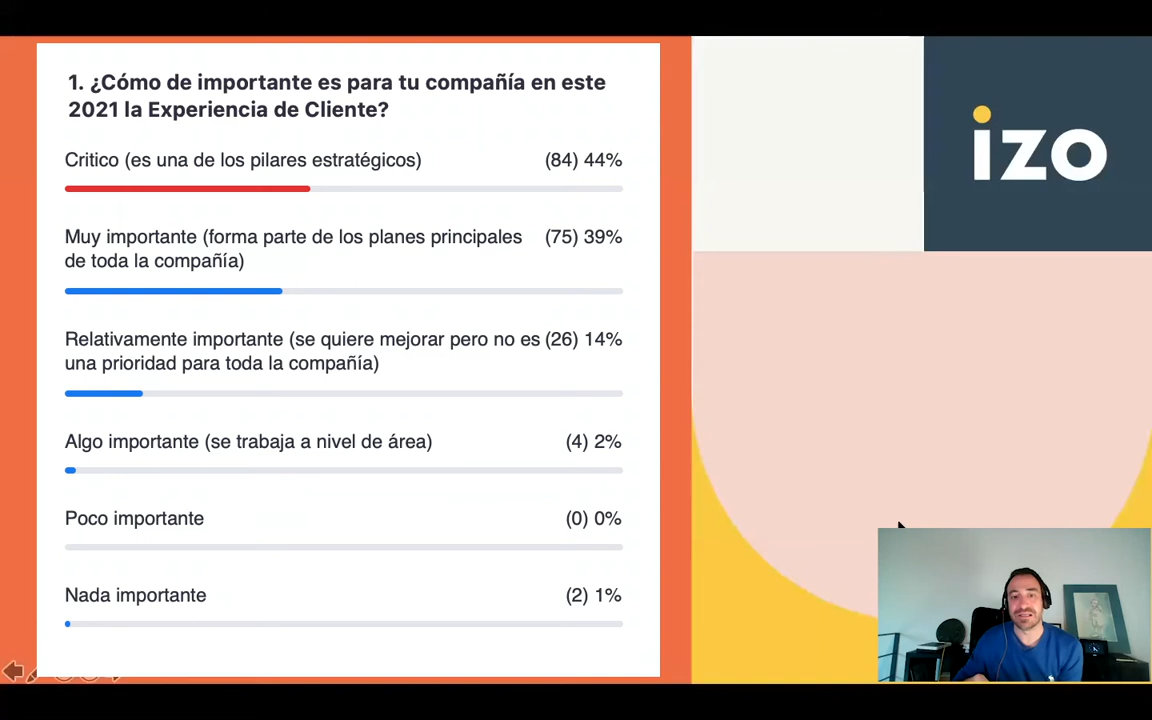 1. ¿Cómo de importante es para tu compañía en este
2021 la Experiencia de Cliente?
Critico (es una de los pilares estratégicos) (84) 44%
Muy importante (forma parte de los planes principales (75) 39%
de toda la compañía)
Relativamente importante (se quiere mejorar pero no es (26) 14%
una prioridad para toda la compañía)
Algo importante (se trabaja a nivel de área) (4) 2%
Poco importante (0) 0%
Nada importante (2) 1%
izo